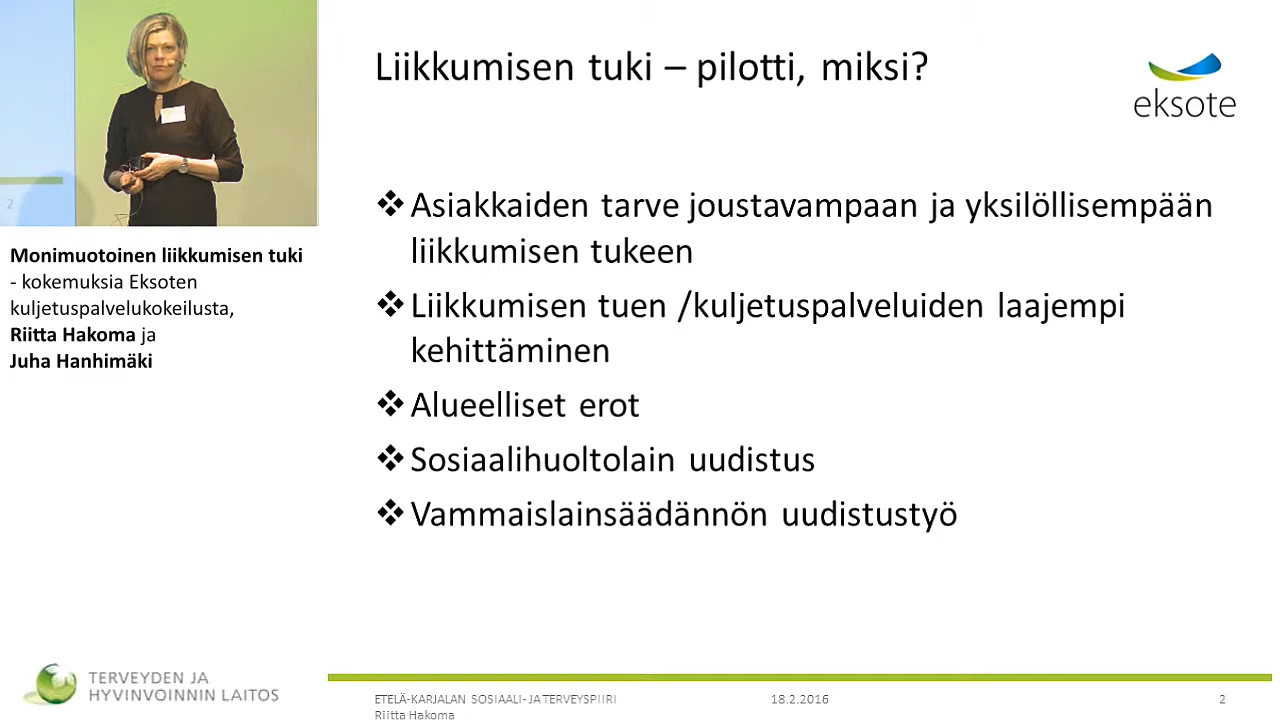 Liikkumisen tuki – pilotti, miksi?
eksote
❖ Asiakkaiden tarve joustavampaan ja yksilöllisempään
liikkumisen tukeen
❖ Liikkumisen tuen /kuljetuspalveluiden laajempi
kehittäminen
❖ Alueelliset erot
❖ Sosiaalihuoltolain uudistus
❖ Vammaislainsäädännön uudistustyö
2
Monimuotoinen liikkumisen tuki
- kokemuksia Eksoten
kuljetuspalvelukokeilusta,
Riitta Hakoma ja
Juha Hanhimäki
TERVEYDEN JA
HYVINVOINNIN LAITOS
ETELÄ-KARJALAN SOSIAALI- JA TERVEYSPIIRI
Riitta Hakoma
18.2.2016
2